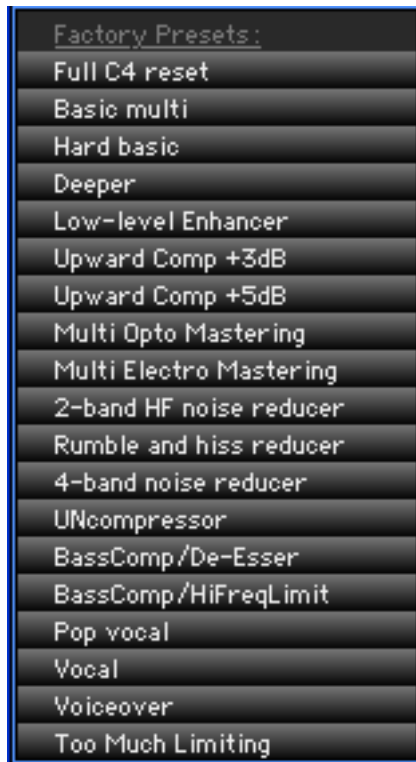 Factory Presets:
Full C4 reset
Basic multi
Hard basic
Deeper
Low-level Enhancer
Upward Comp +3dB
Upward Comp +5dB
Multi Opto Mastering
Multi Electro Mastering
2-band HF noise reducer
Rumble and hiss reducer
4-band noise reducer
UNcompressor
BassComp/De-Esser
BassComp/HiFreqLimit
Pop vocal
Vocal
Voiceover
Too Much Limiting